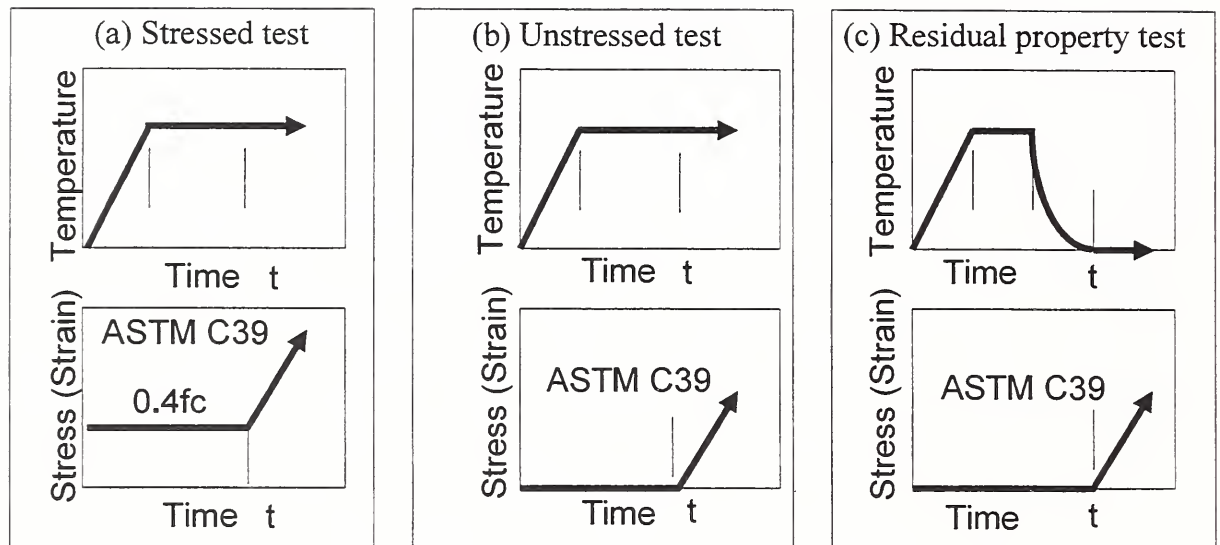 (a) Stressed test
Temperature
Time t
Stress (Strain)
ASTM C39
0.4fc
Time t
(b) Unstressed test
Temperature
Time t
Stress (Strain)
ASTM C39
Time t
(c) Residual property test
Temperature
Time t
Stress (Strain)
ASTM C39
Time t